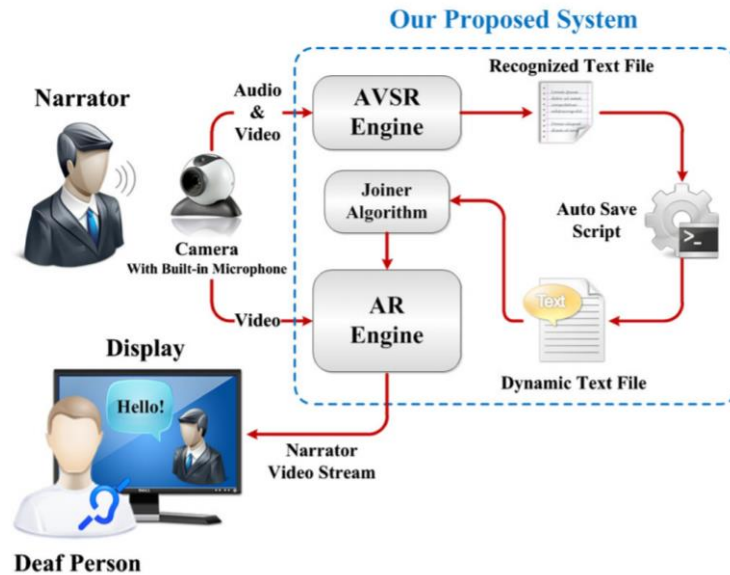 Our Proposed System
Narrator
Audio
&
Video
AVSR
Engine
Recognized Text File
Camera
With Built-in Microphone
Joiner
Algorithm
Auto Save
Script
>_
Video
AR
Engine
Text
Dynamic Text File
Display
Hello!
Narrator
Video Stream
Deaf Person